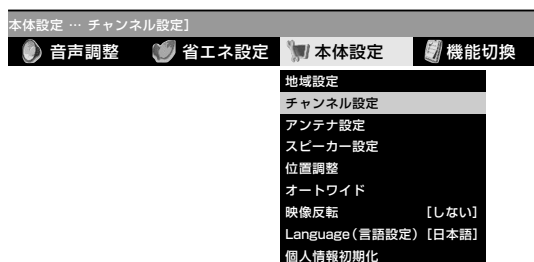 本体設定 … チャンネル設定]
音声調整 省エネ設定 本体設定 機能切換
地域設定
チャンネル設定
アンテナ設定
スピーカー設定
位置調整
オートワイド
映像反転 [しない]
Language(言語設定) [日本語]
個人情報初期化